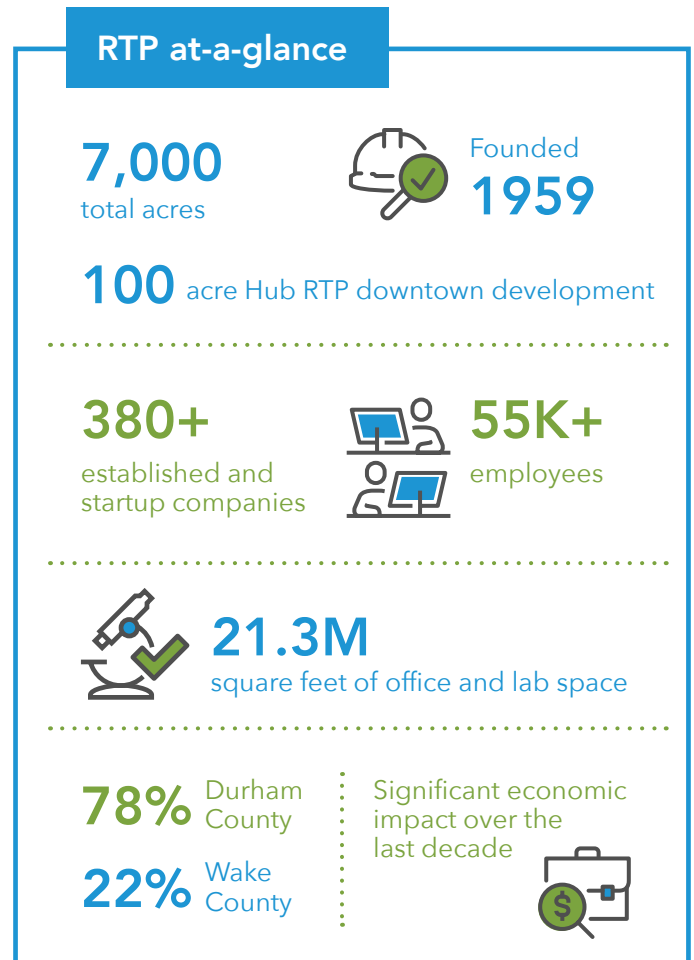 RTP at-a-glance
7,000
total acres
Founded
1959
100 acre Hub RTP downtown development
380+
established and
startup companies
55K+
employees
21.3M
square feet of office and lab space
78% Durham
County
22% Wake
County
Significant economic
impact over the
last decade
$